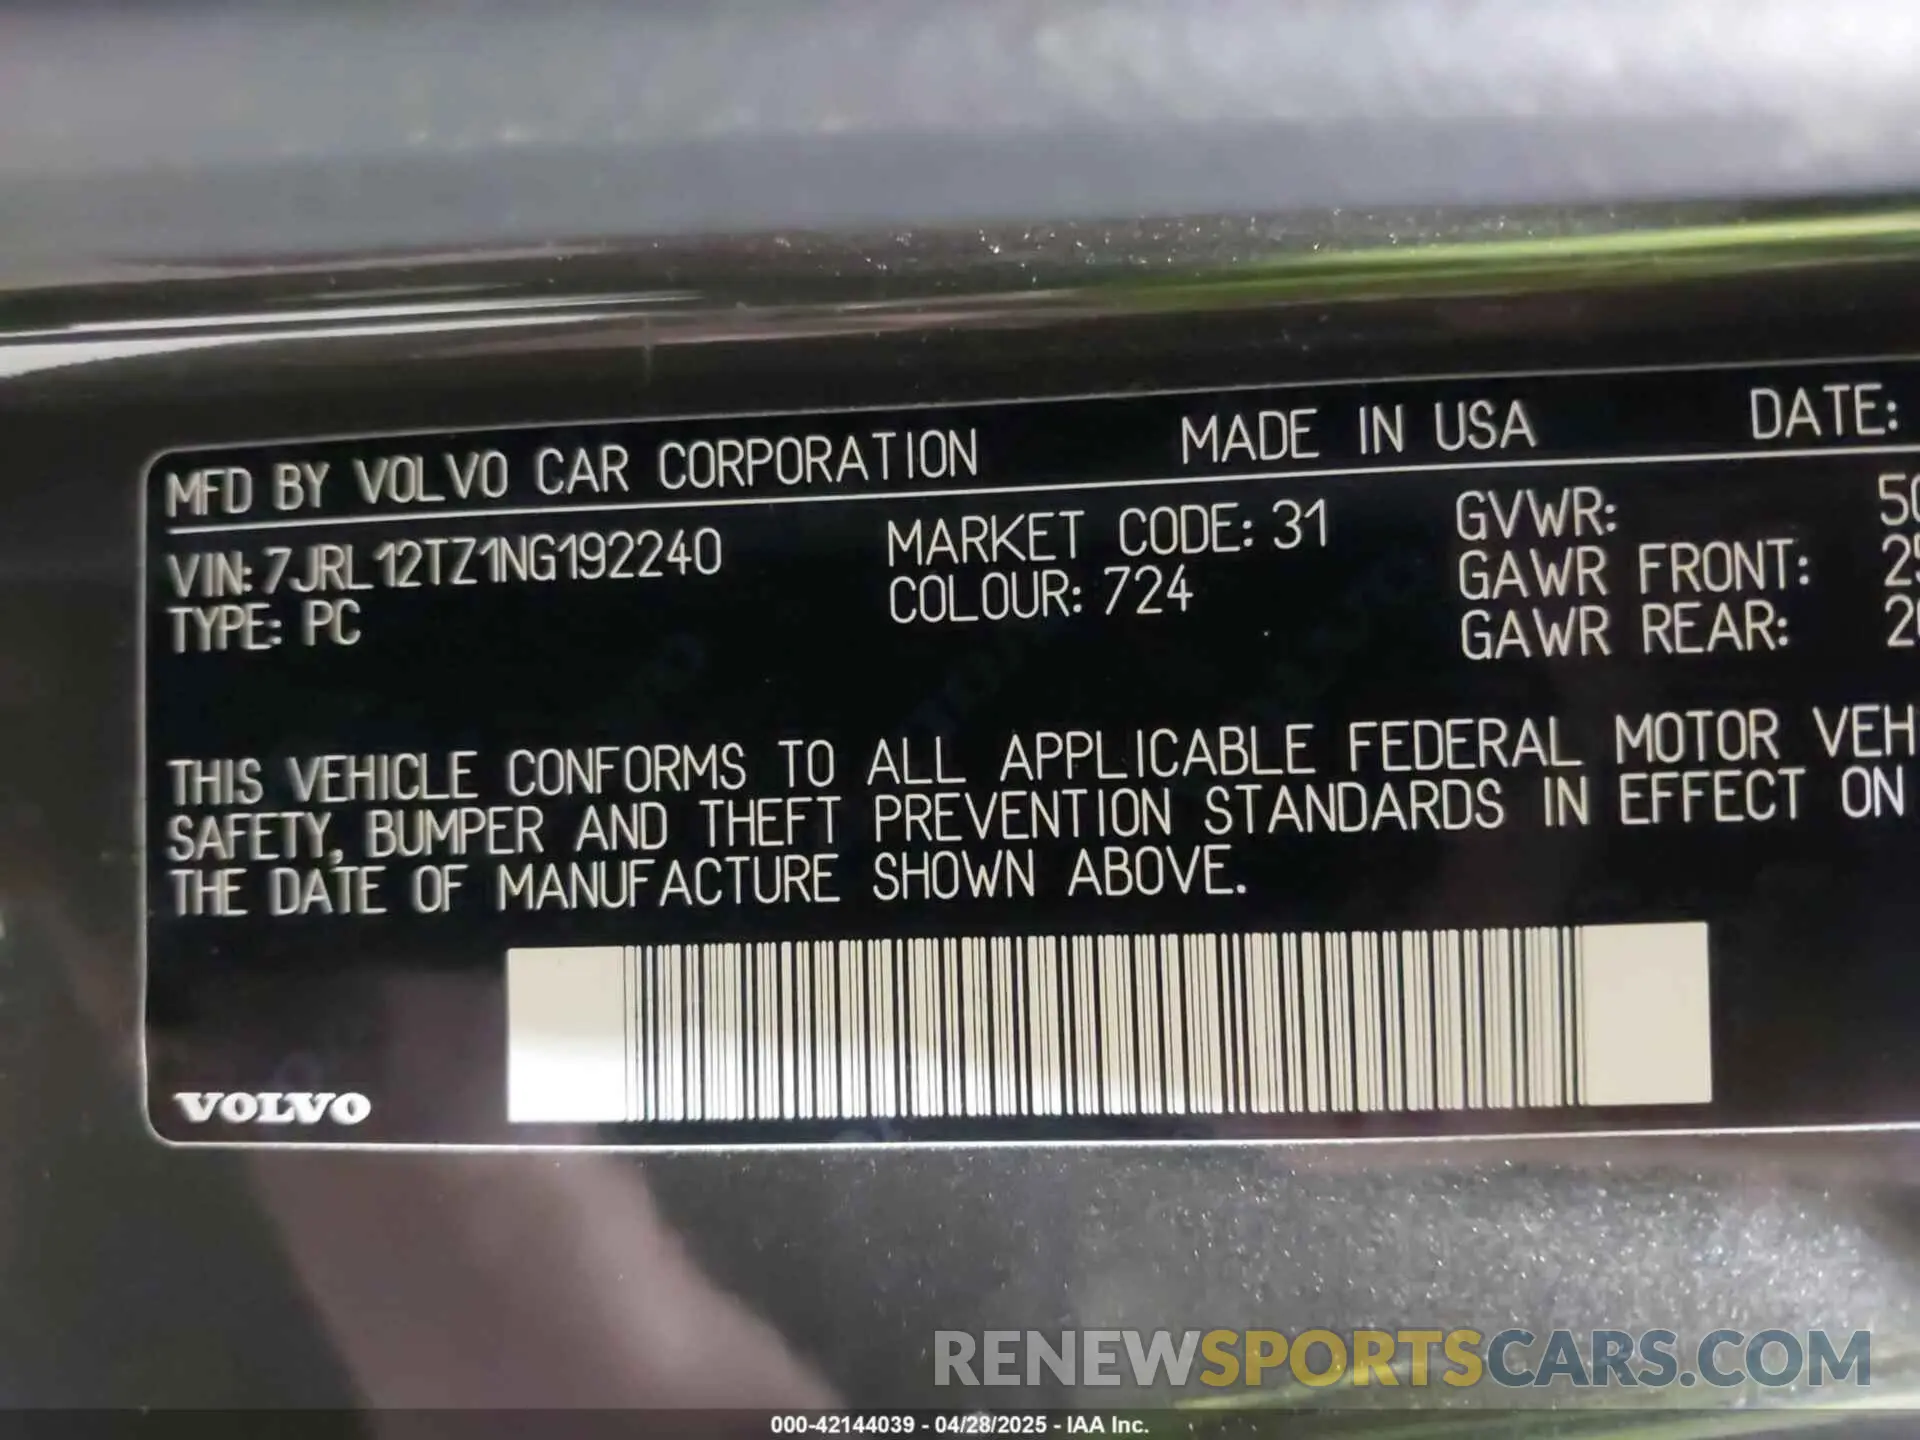 MFD BY VOLVO CAR CORPORATION MADE IN USA DATE:
VIN: 7JRL12TZ1NG192240 MARKET CODE: 31 GVWR:
TYPE: PC COLOUR: 724 GAWR FRONT:
GAWR REAR:
THIS VEHICLE CONFORMS TO ALL APPLICABLE FEDERAL MOTOR VEH
SAFETY, BUMPER AND THEFT PREVENTION STANDARDS IN EFFECT ON
THE DATE OF MANUFACTURE SHOWN ABOVE.
VOLVO
RENEWSPORTSCARS.COM
000-42144039 - 04/28/2025 - IAA Inc.